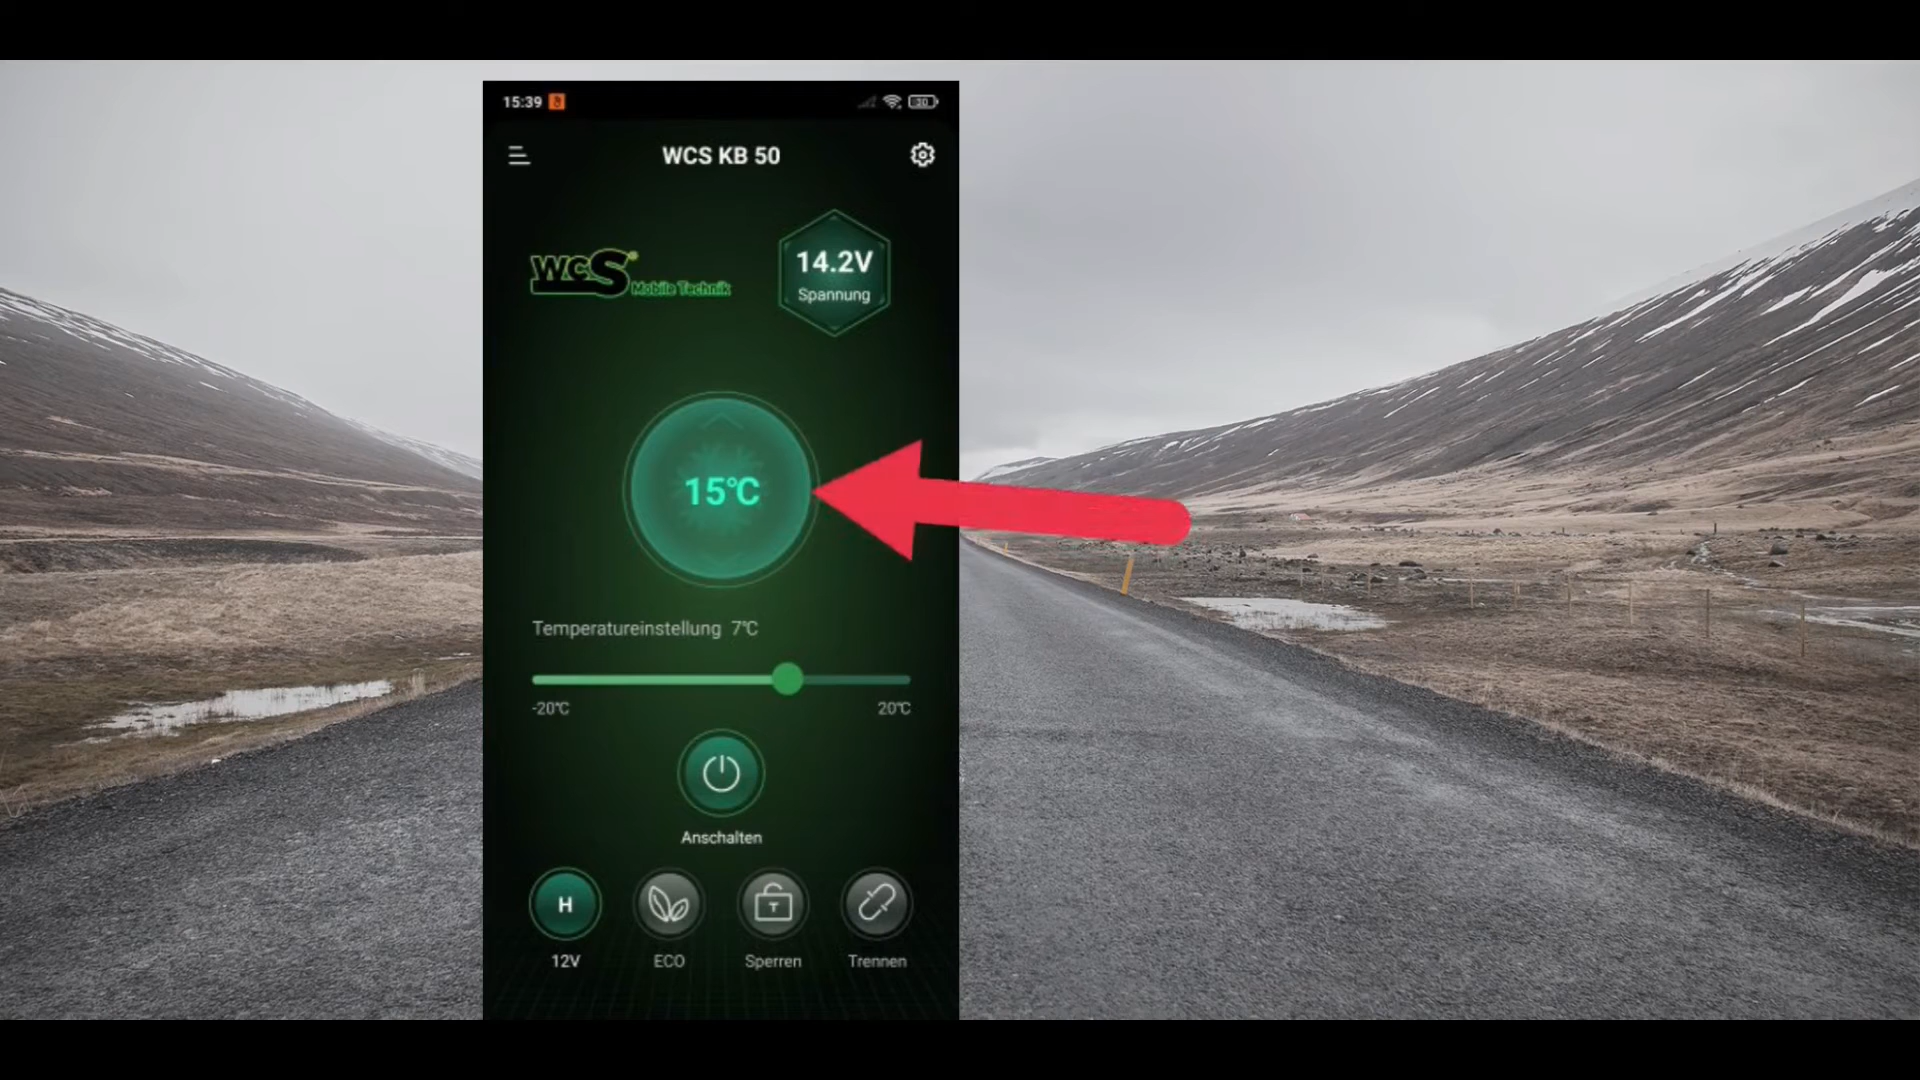 15:39
30
WCS KB 50
WCS®
Mobile Technik
14.2V
Spannung
15℃
Temperatureinstellung 7℃
-20℃
20℃
Anschalten
H
12V
ECO
Sperren
Trennen